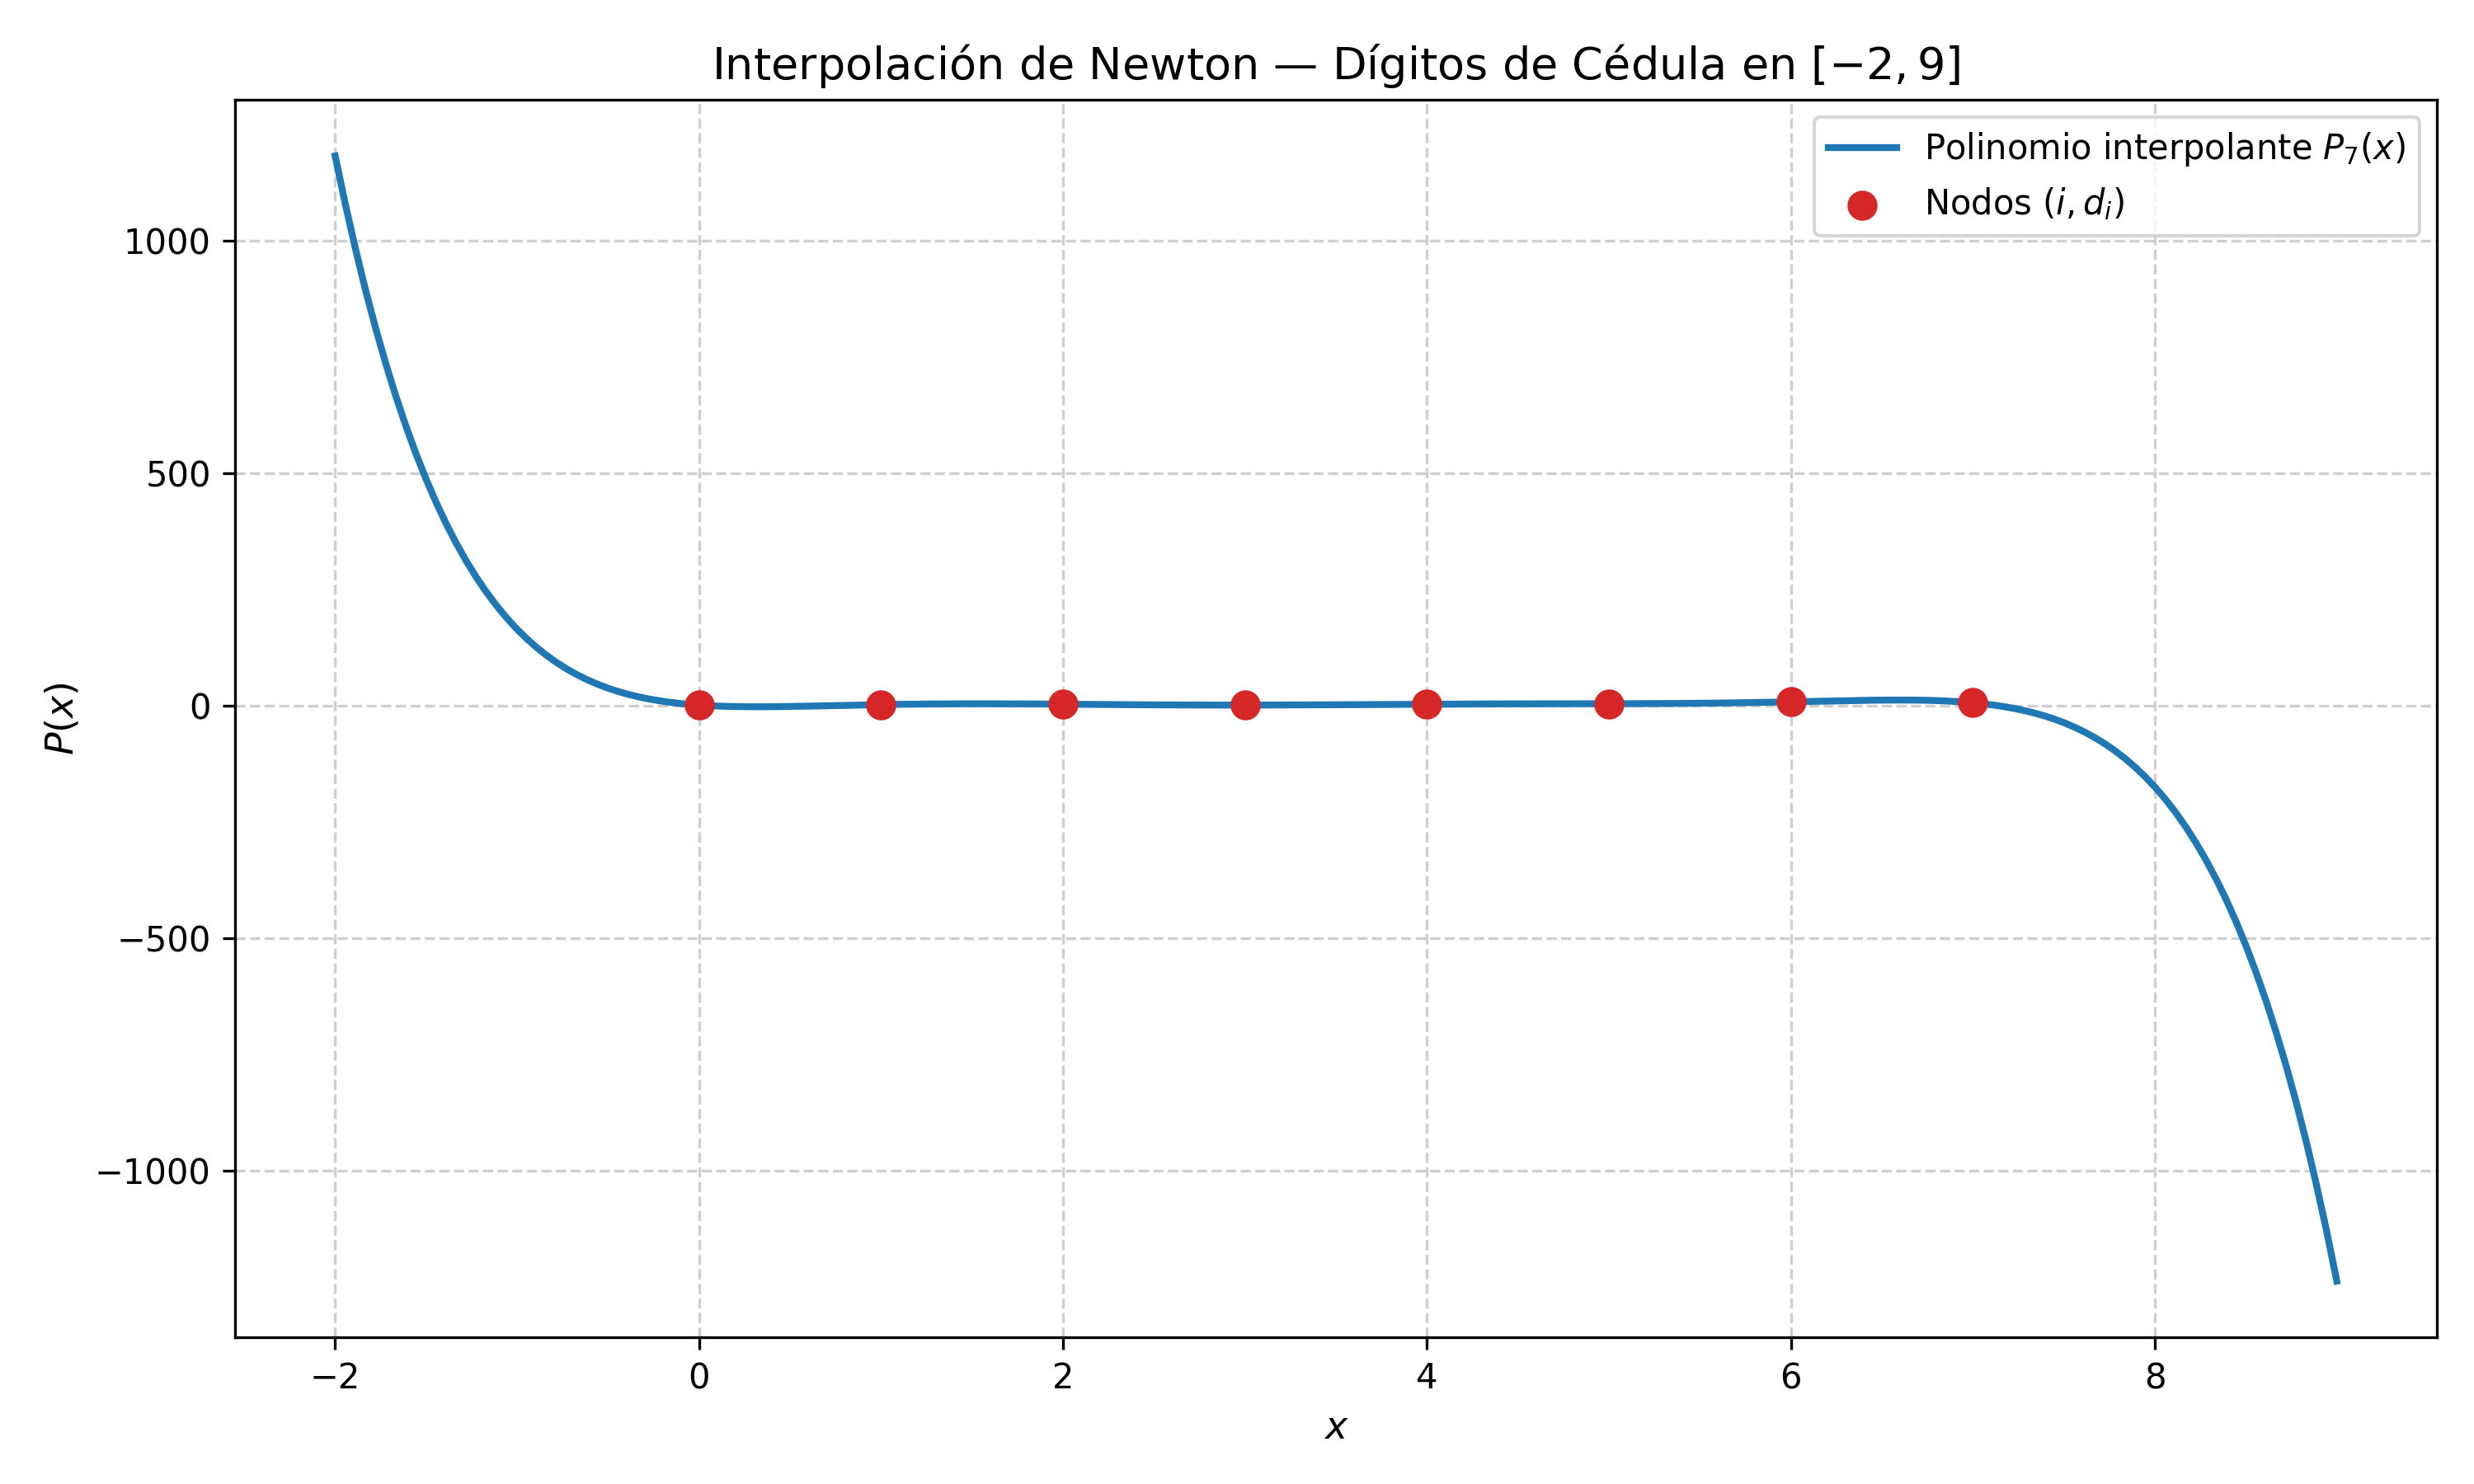 Interpolación de Newton — Dígitos de Cédula en [−2, 9]
Polinomio interpolante P₇(x)
Nodos (i, dᵢ)
1000
500
0
−500
−1000
P(x)
−2 0 2 4 6 8
x